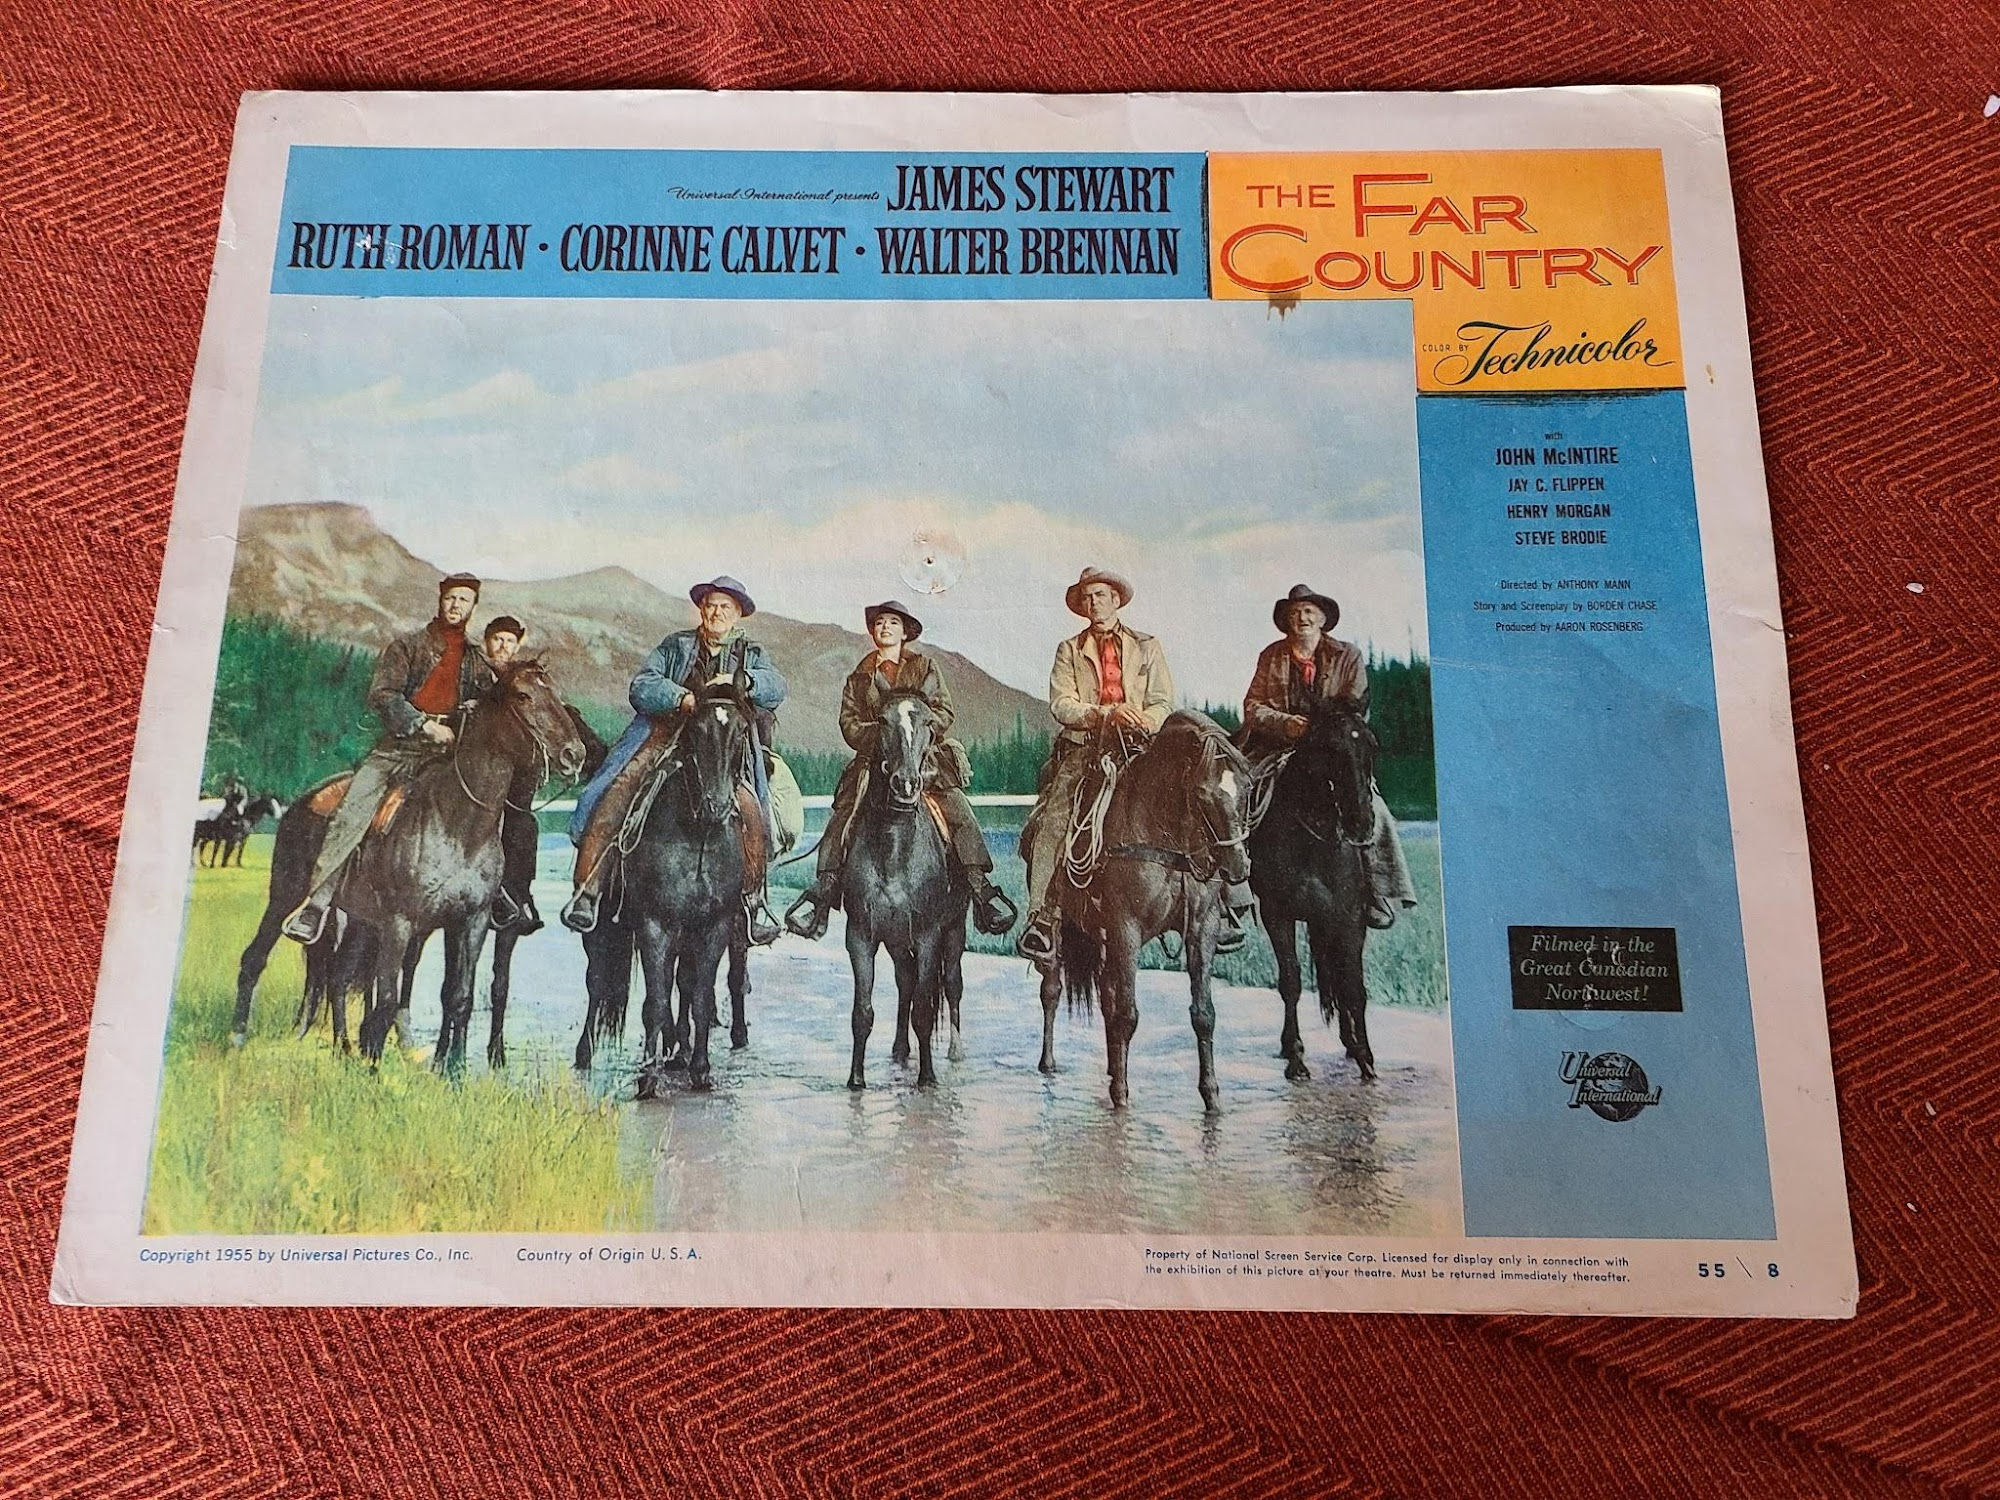 Universal-International presents JAMES STEWART
RUTH ROMAN • CORINNE CALVET • WALTER BRENNAN
THE FAR
COUNTRY
COLOR BY Technicolor
with
JOHN McINTIRE
JAY C. FLIPPEN
HENRY MORGAN
STEVE BRODIE
Directed by ANTHONY MANN
Story and Screenplay by BORDEN CHASE
Produced by AARON ROSENBERG
Filmed in the
Great Canadian
Northwest!
Universal
International
Copyright 1955 by Universal Pictures Co., Inc. Country of Origin U. S. A.
Property of National Screen Service Corp. Licensed for display only in connection with
the exhibition of this picture at your theatre. Must be returned immediately thereafter.
55 \ 8